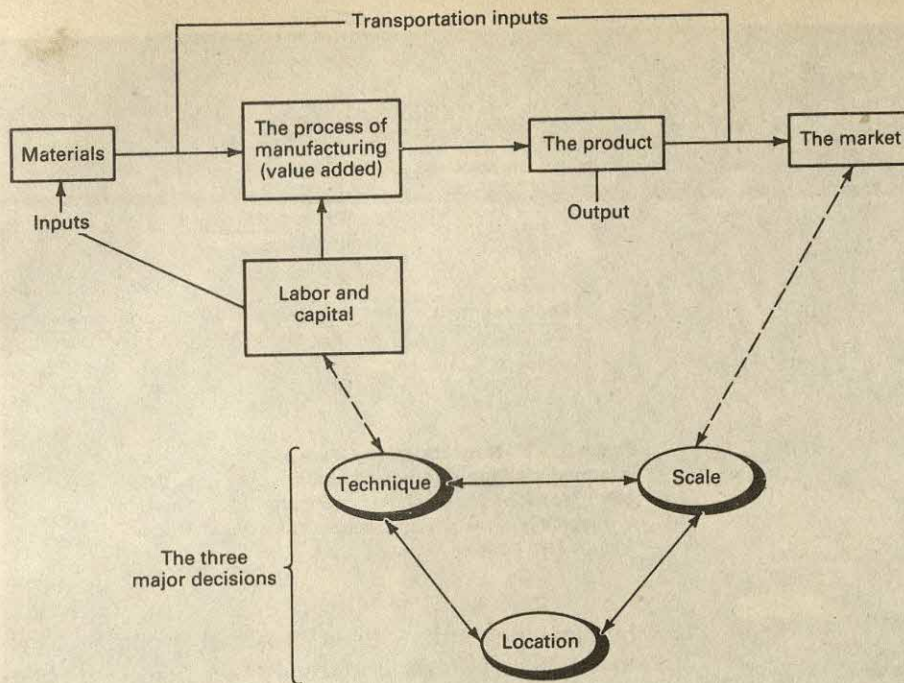 Transportation inputs
Materials
The process of
manufacturing
(value added)
The product
The market
Inputs
Output
Labor and
capital
Technique
Scale
The three
major decisions
Location